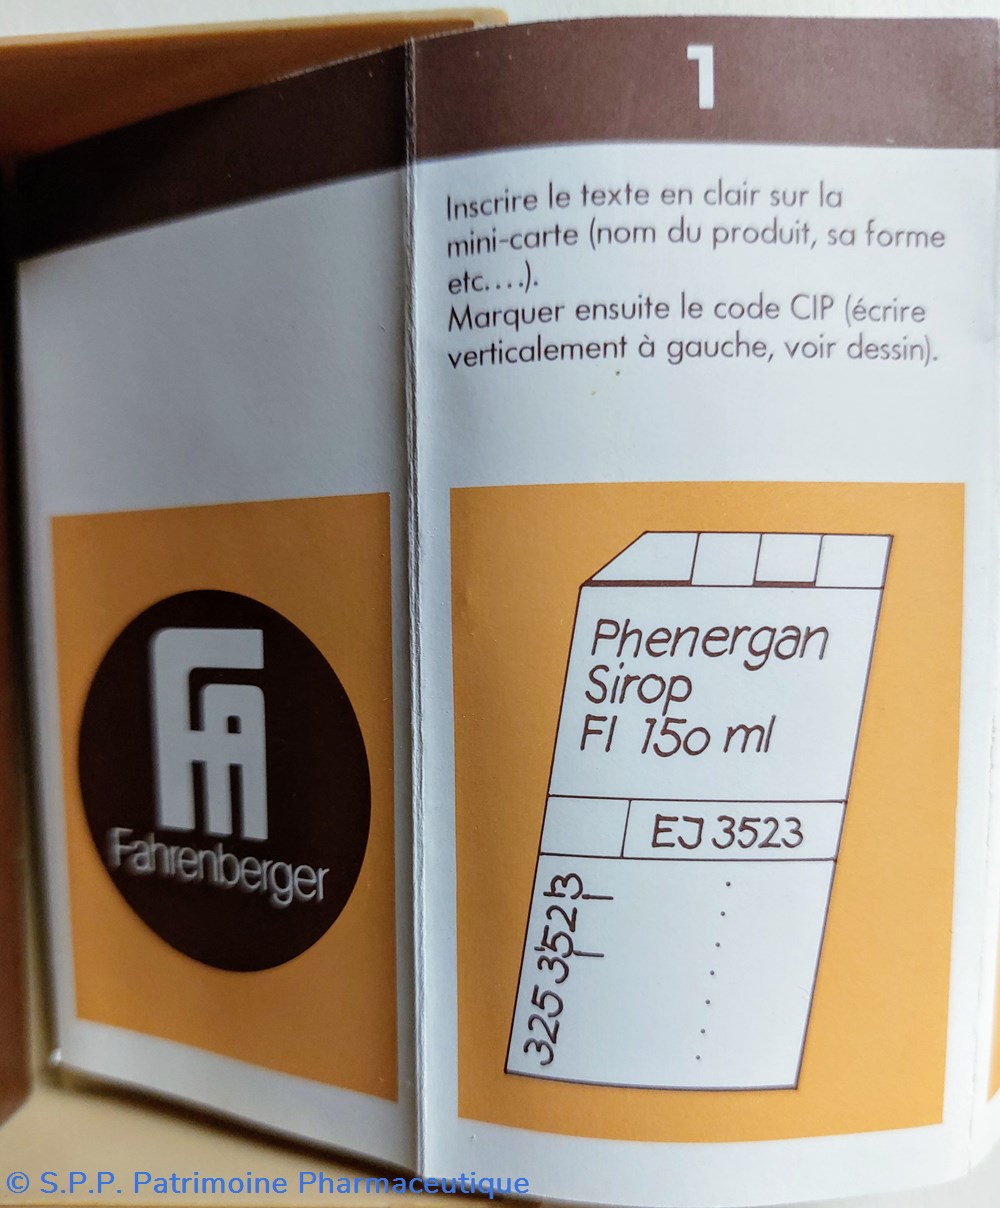 1
Inscrire le texte en clair sur la
mini-carte (nom du produit, sa forme
etc....).
Marquer ensuite le code CIP (écrire
verticalement à gauche, voir dessin).
FAH
Fahrenberger
Phenergan
Sirop
Fl 150 ml
EJ 3523
325 3523
© S.P.P. Patrimoine Pharmaceutique